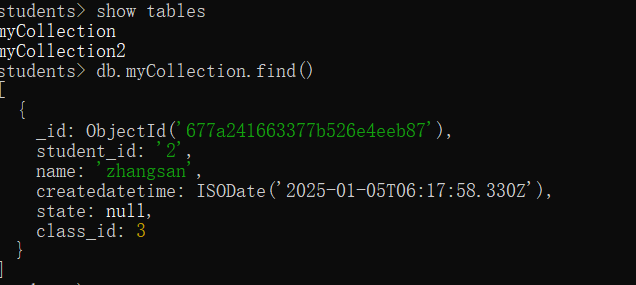 students> show tables
myCollection
myCollection2
students> db.myCollection.find()
[
  {
    _id: ObjectId('677a241663377b526e4eeb87'),
    student_id: '2',
    name: 'zhangsan',
    createdatetime: ISODate('2025-01-05T06:17:58.330Z'),
    state: null,
    class_id: 3
  }
]